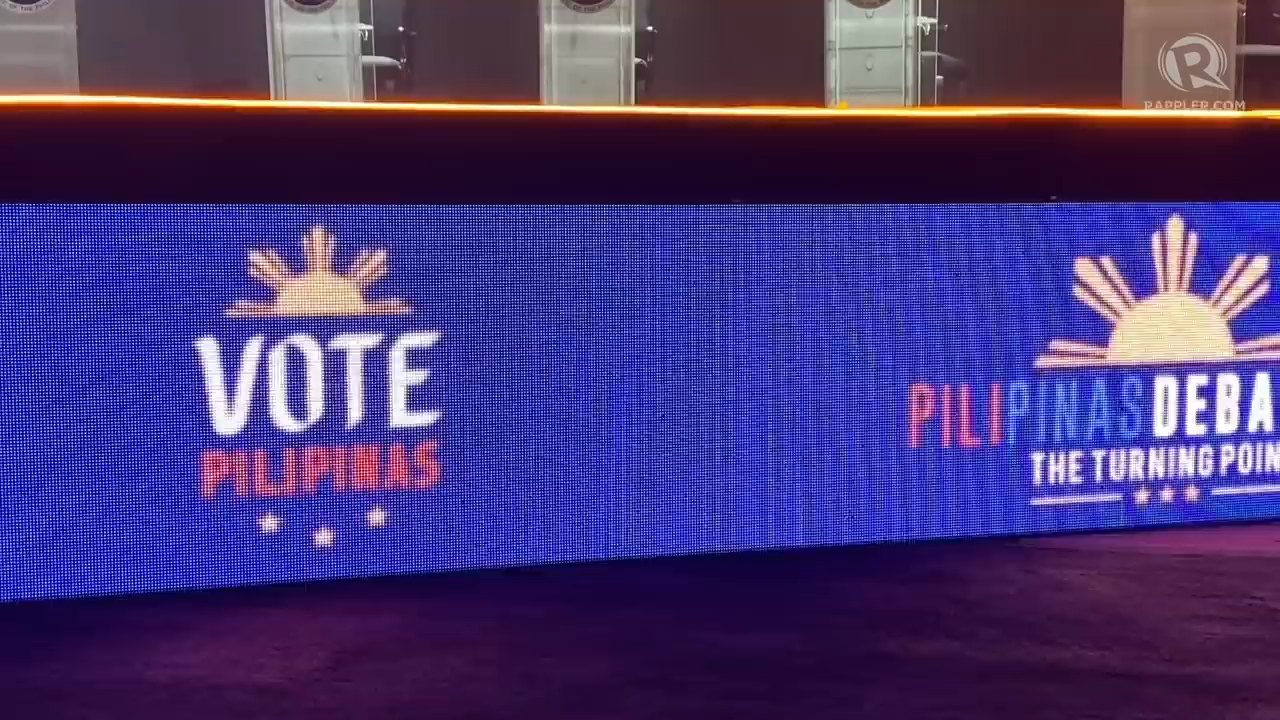 RAPPLER.COM
VOTE
PILIPINAS
PILIPINAS DEBA
THE TURNING POIN